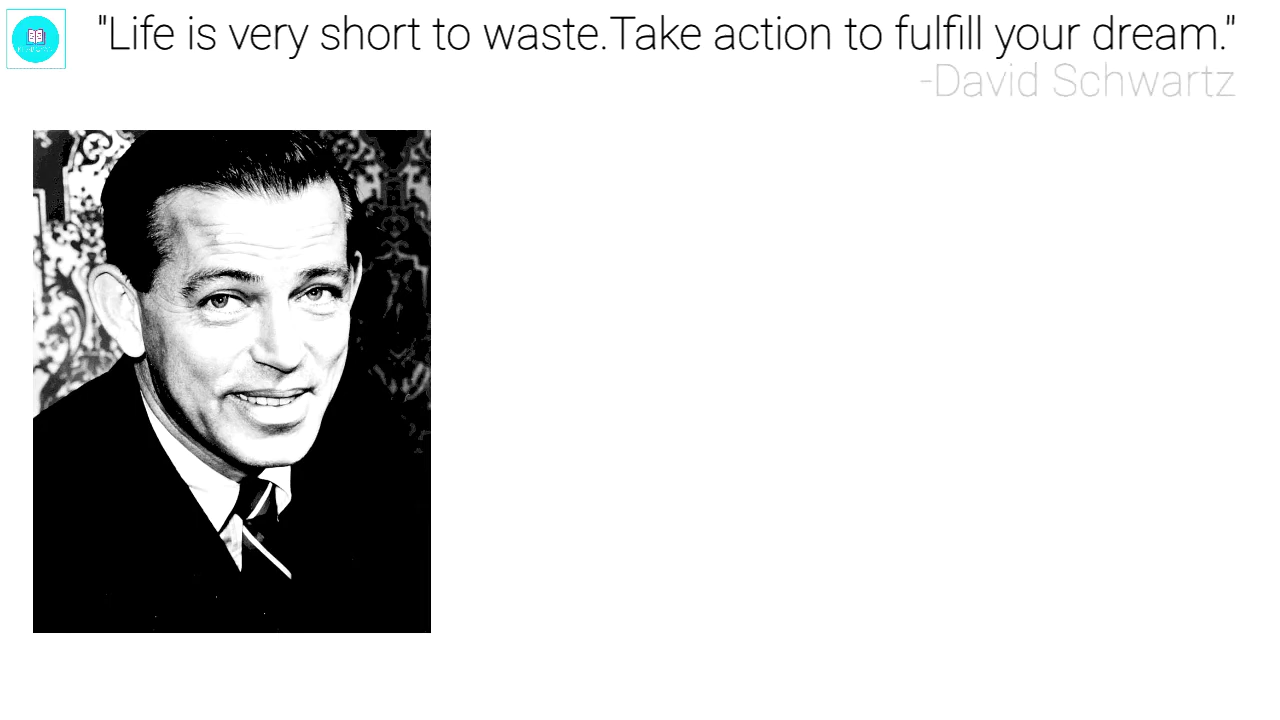 "Life is very short to waste.Take action to fulfill your dream."
-David Schwartz